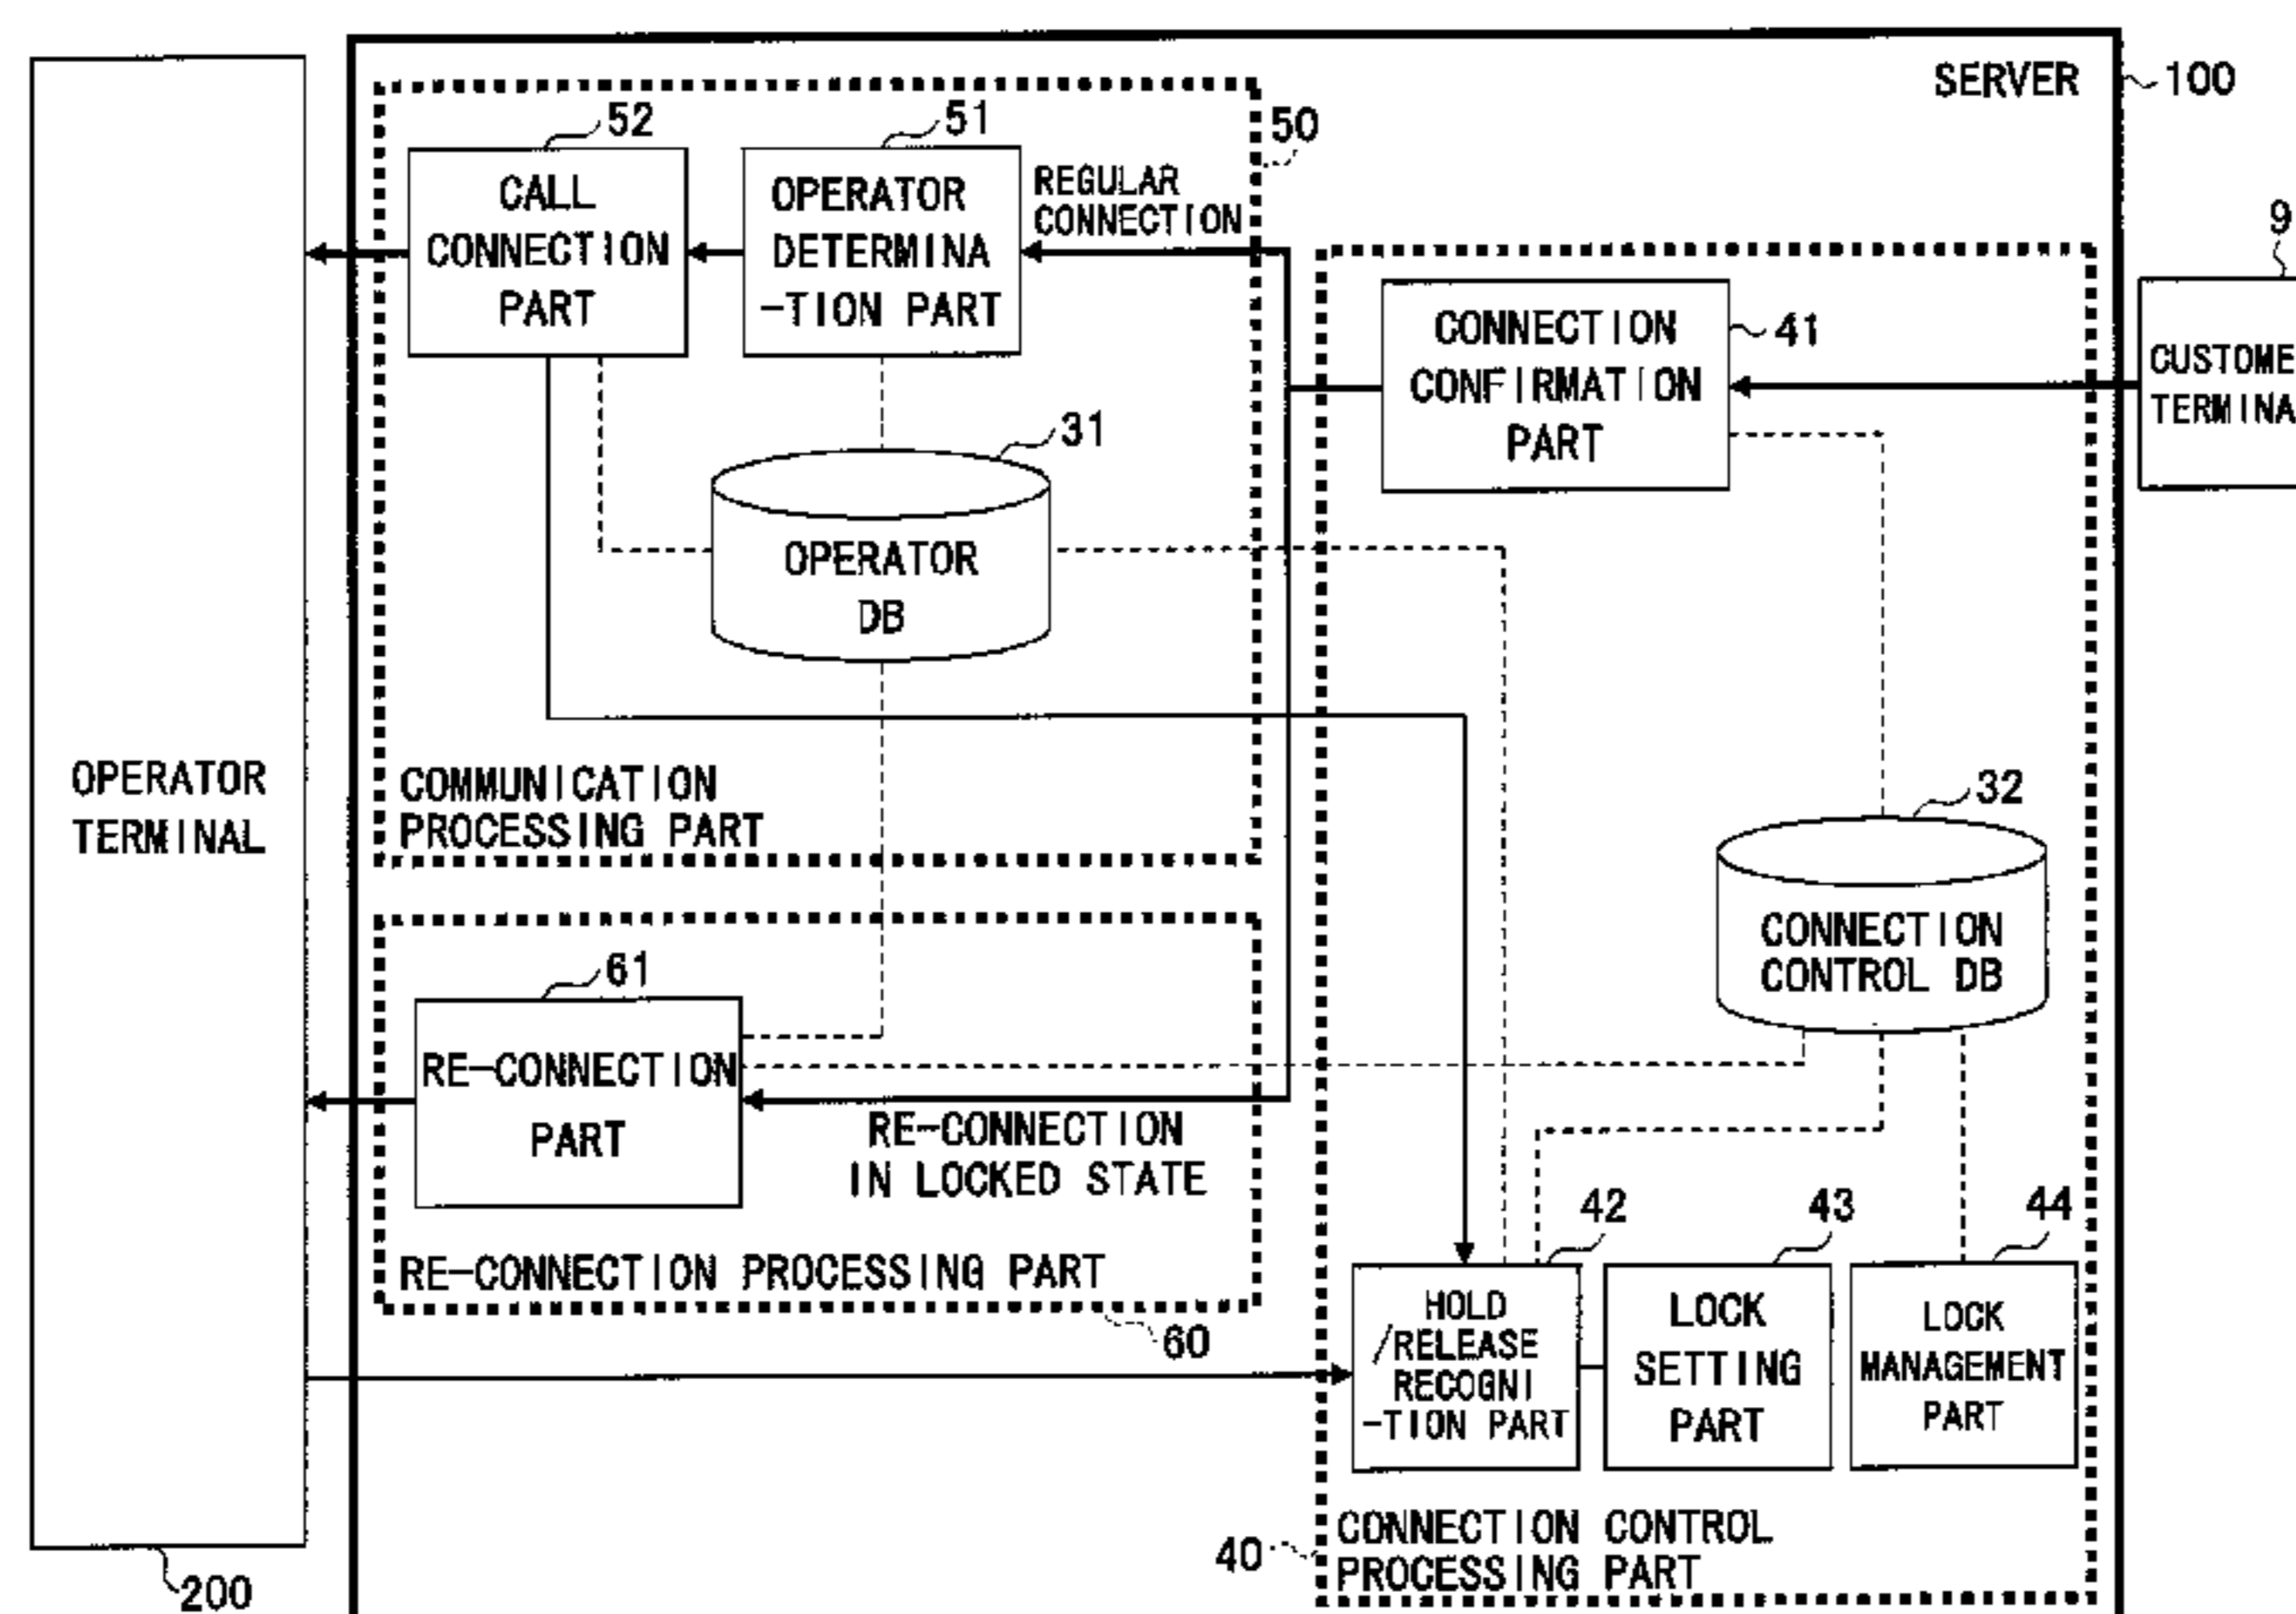 SERVER
100
52
51
50
CALL
CONNECTION
PART
OPERATOR
DETERMINA
-TION PART
REGULAR
CONNECTION
9
CONNECTION
CONFIRMATION
PART
41
CUSTOME
TERMINA
31
OPERATOR
DB
OPERATOR
TERMINAL
COMMUNICATION
PROCESSING PART
32
CONNECTION
CONTROL DB
61
RE-CONNECTION
PART
RE-CONNECTION
IN LOCKED STATE
RE-CONNECTION PROCESSING PART
60
42
43
44
HOLD
/RELEASE
RECOGNI
-TION PART
LOCK
SETTING
PART
LOCK
MANAGEMENT
PART
40
CONNECTION CONTROL
PROCESSING PART
200